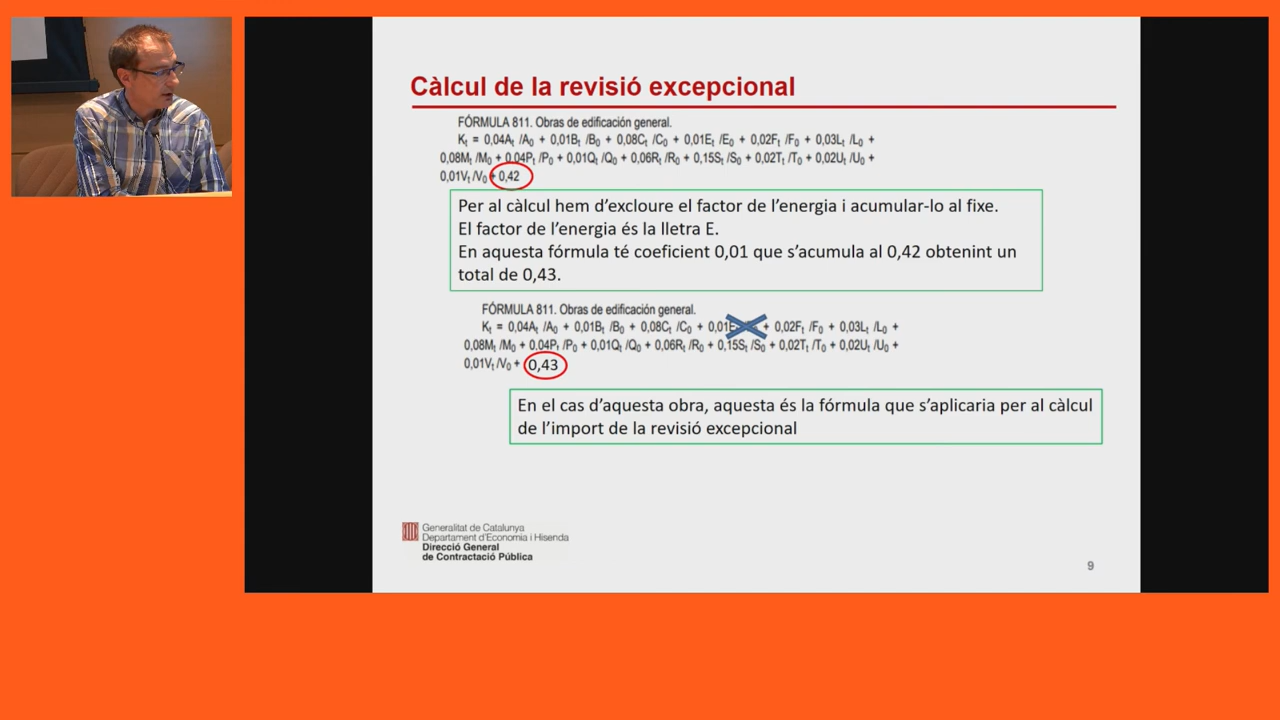 Càlcul de la revisió excepcional
FÓRMULA 811. Obras de edificación general.
Kt = 0,04At /A0 + 0,01Bt /B0 + 0,08Ct /C0 + 0,01Et /E0 + 0,02Ft /F0 + 0,03Lt /L0 +
0,08Mt /M0 + 0,04Pt /P0 + 0,01Qt /Q0 + 0,06Rt /R0 + 0,15St /S0 + 0,02Tt /T0 + 0,02Ut /U0 +
0,01Vt /V0 + 0,42
Per al càlcul hem d'excloure el factor de l'energia i acumular-lo al fixe.
El factor de l'energia és la lletra E.
En aquesta fórmula té coeficient 0,01 que s'acumula al 0,42 obtenint un
total de 0,43.
FÓRMULA 811. Obras de edificación general.
Kt = 0,04At /A0 + 0,01Bt /B0 + 0,08Ct /C0 + 0,01E + 0,02Ft /F0 + 0,03Lt /L0 +
0,08Mt /M0 + 0.04Pt /P0 + 0,01Qt /Q0 + 0,06Rt /R0 + 0,15St /S0 + 0,02Tt /T0 + 0,02Ut /U0 +
0,01Vt /V0 + 0,43
En el cas d'aquesta obra, aquesta és la fórmula que s'aplicaria per al càlcul
de l'import de la revisió excepcional
Generalitat de Catalunya
Departament d'Economia i Hisenda
Direcció General
de Contractació Pública
9